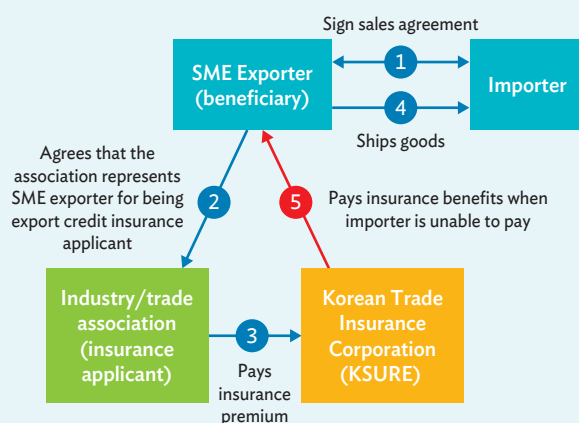 Sign sales agreement
1
SME Exporter
(beneficiary)
Importer
4
Ships goods
Agrees that the
association represents
SME exporter for being
export credit insurance
applicant
2
5
Pays insurance benefits when
importer is unable to pay
Industry/trade
association
(insurance
applicant)
3
Pays
insurance
premium
Korean Trade
Insurance
Corporation
(KSURE)